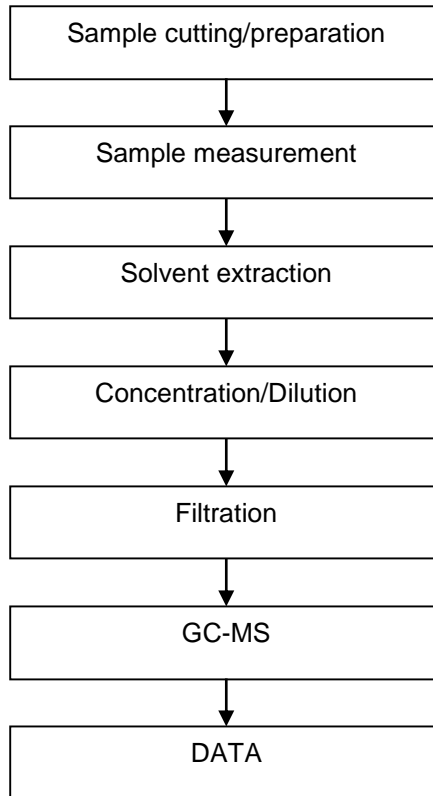 Sample cutting/preparation
Sample measurement
Solvent extraction
Concentration/Dilution
Filtration
GC-MS
DATA